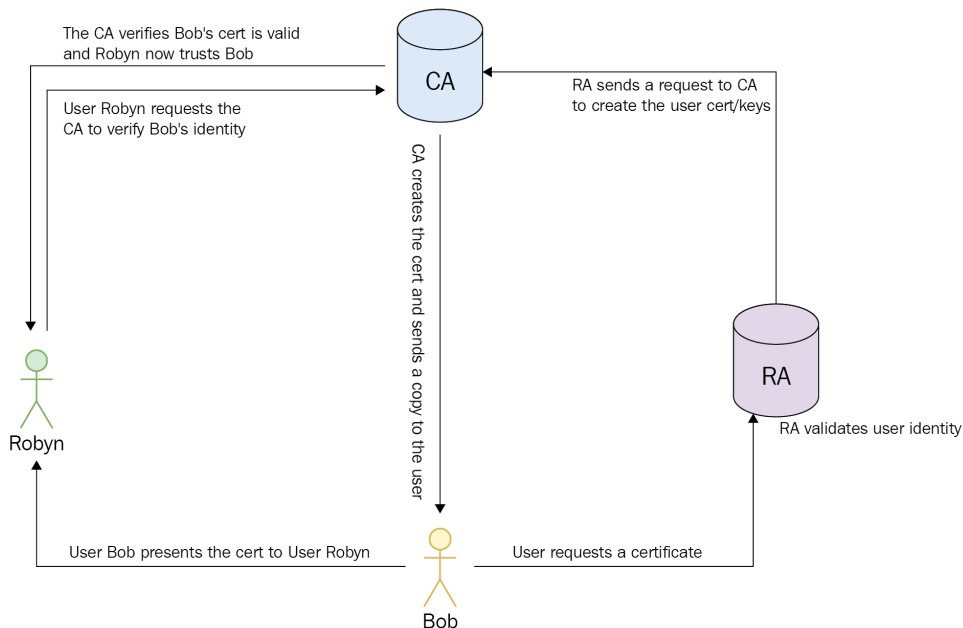 The CA verifies Bob's cert is valid
and Robyn now trusts Bob
CA
User Robyn requests the
CA to verify Bob's identity
RA sends a request to CA
to create the user cert/keys
CA creates the cert and sends a copy to the user
RA
RA validates user identity
Robyn
User Bob presents the cert to User Robyn
User requests a certificate
Bob